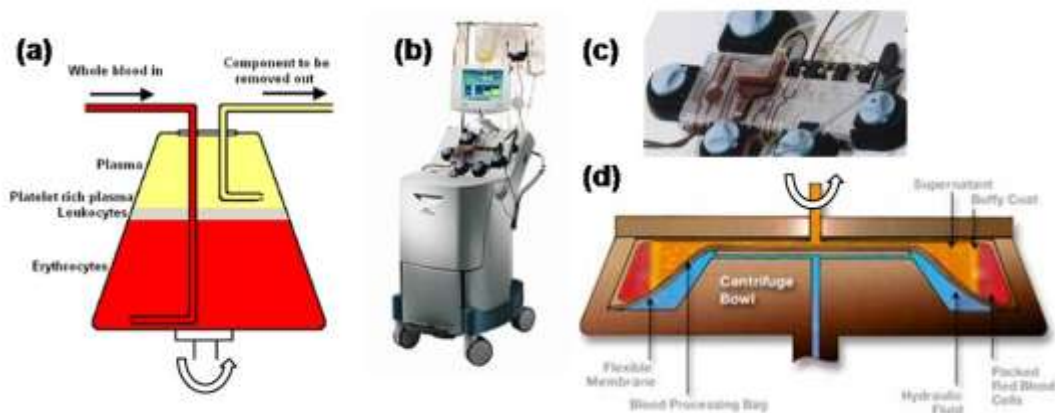 (a)
Whole blood in
Component to be
removed out
Plasma
Platelet rich plasma
Leukocytes
Erythrocytes
(b)
(c)
(d)
Supernatant
Buffy Coat
Centrifuge
Bowl
Flexible
Membrane
Blood Processing Bag
Hydraulic
Fluid
Packed
Red Blood
Cells